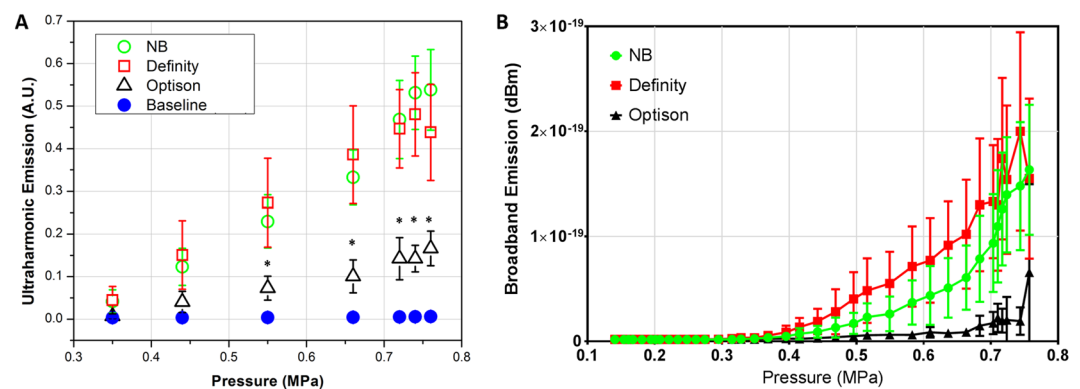 A
Ultraharmonic Emission (A.U.)
0.7
0.6
0.5
0.4
0.3
0.2
0.1
0.0
NB
Definity
Optison
Baseline
*
*
* * *
0.3 0.4 0.5 0.6 0.7 0.8
Pressure (MPa)
B
Broadband Emission (dBm)
3×10-19
2×10-19
1×10-19
0
NB
Definity
Optison
0.1 0.2 0.3 0.4 0.5 0.6 0.7 0.8
Pressure (MPa)